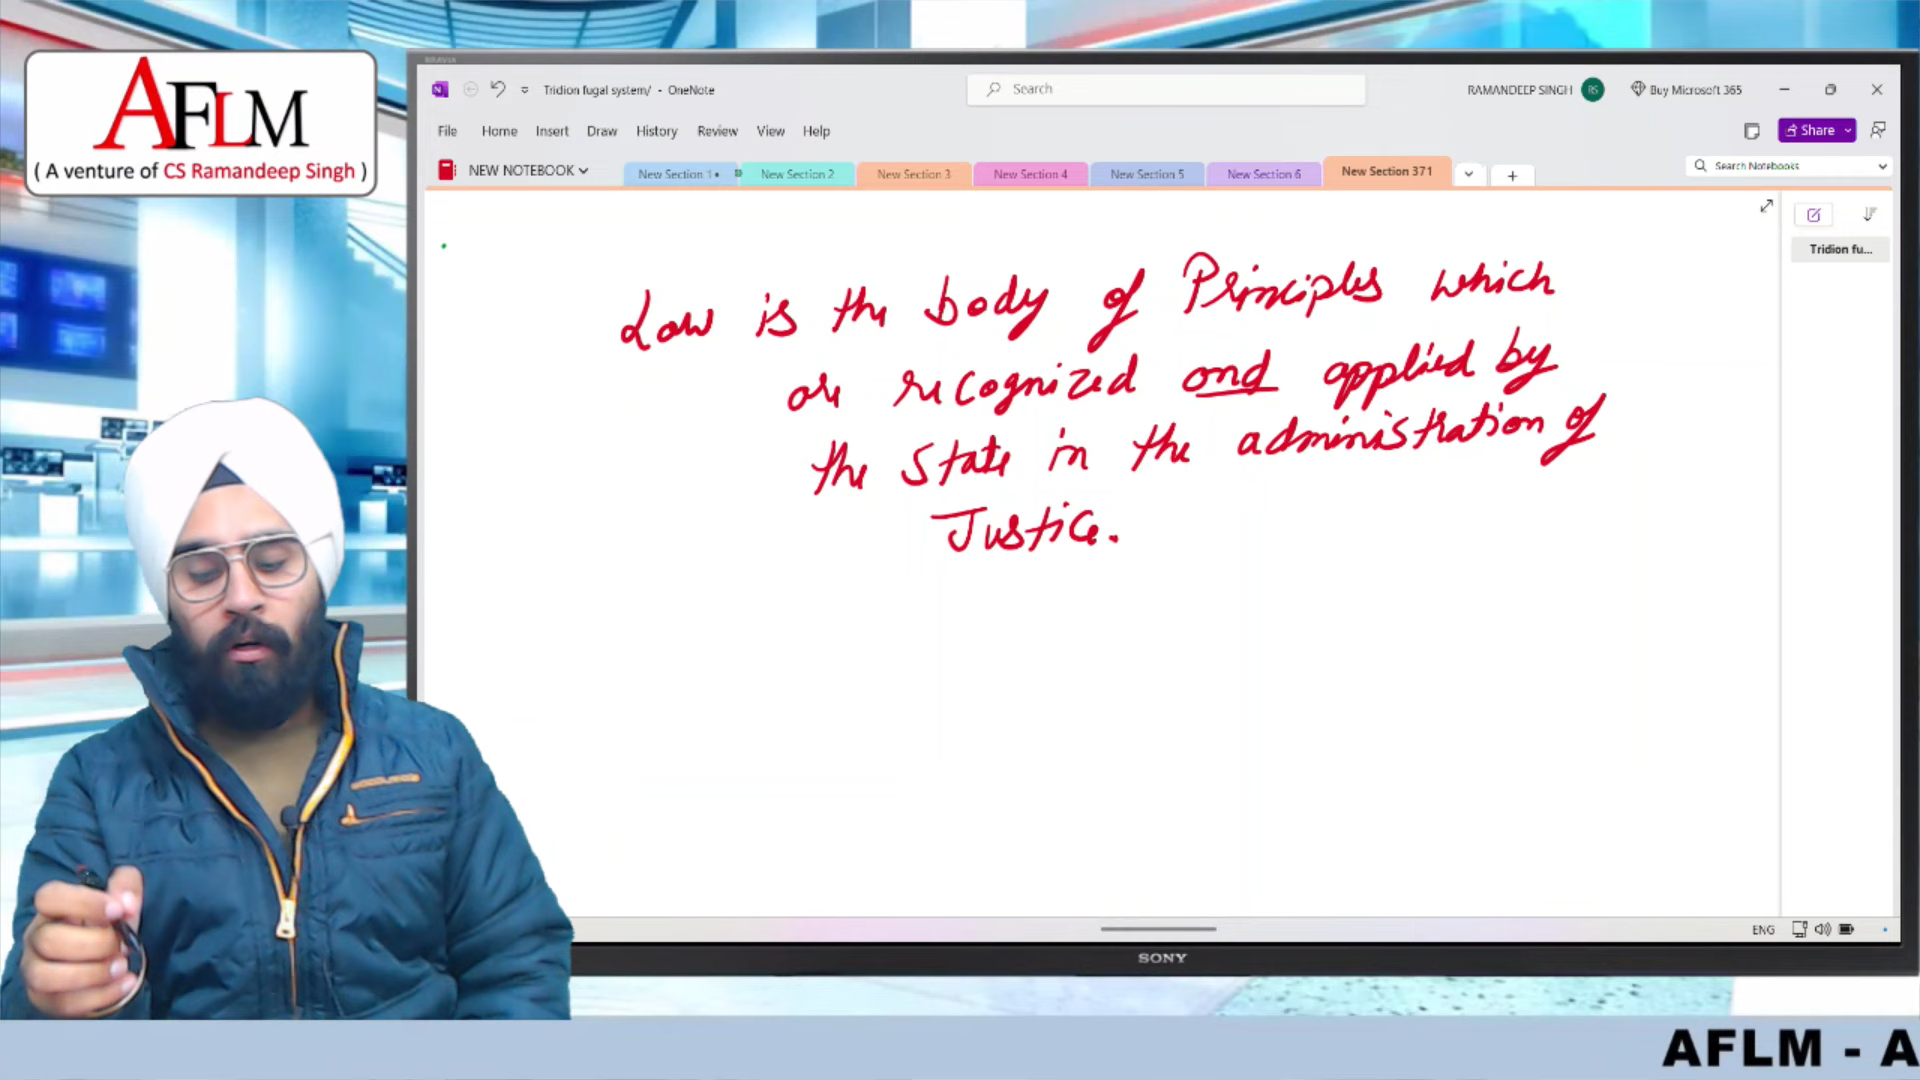 BRAVIA
AFLM
( A venture of CS Ramandeep Singh )
Tridion fugal system/ - OneNote
Search
RAMANDEEP SINGH RS
Buy Microsoft 365
File Home Insert Draw History Review View Help
Share
NEW NOTEBOOK
New Section 1
New Section 2
New Section 3
New Section 4
New Section 5
New Section 6
New Section 371
Search Notebooks
Tridion fu...
Law is the body of Principles which
are recognized and applied by
the State in the administration of
Justice.
ENG
SONY
AFLM - A